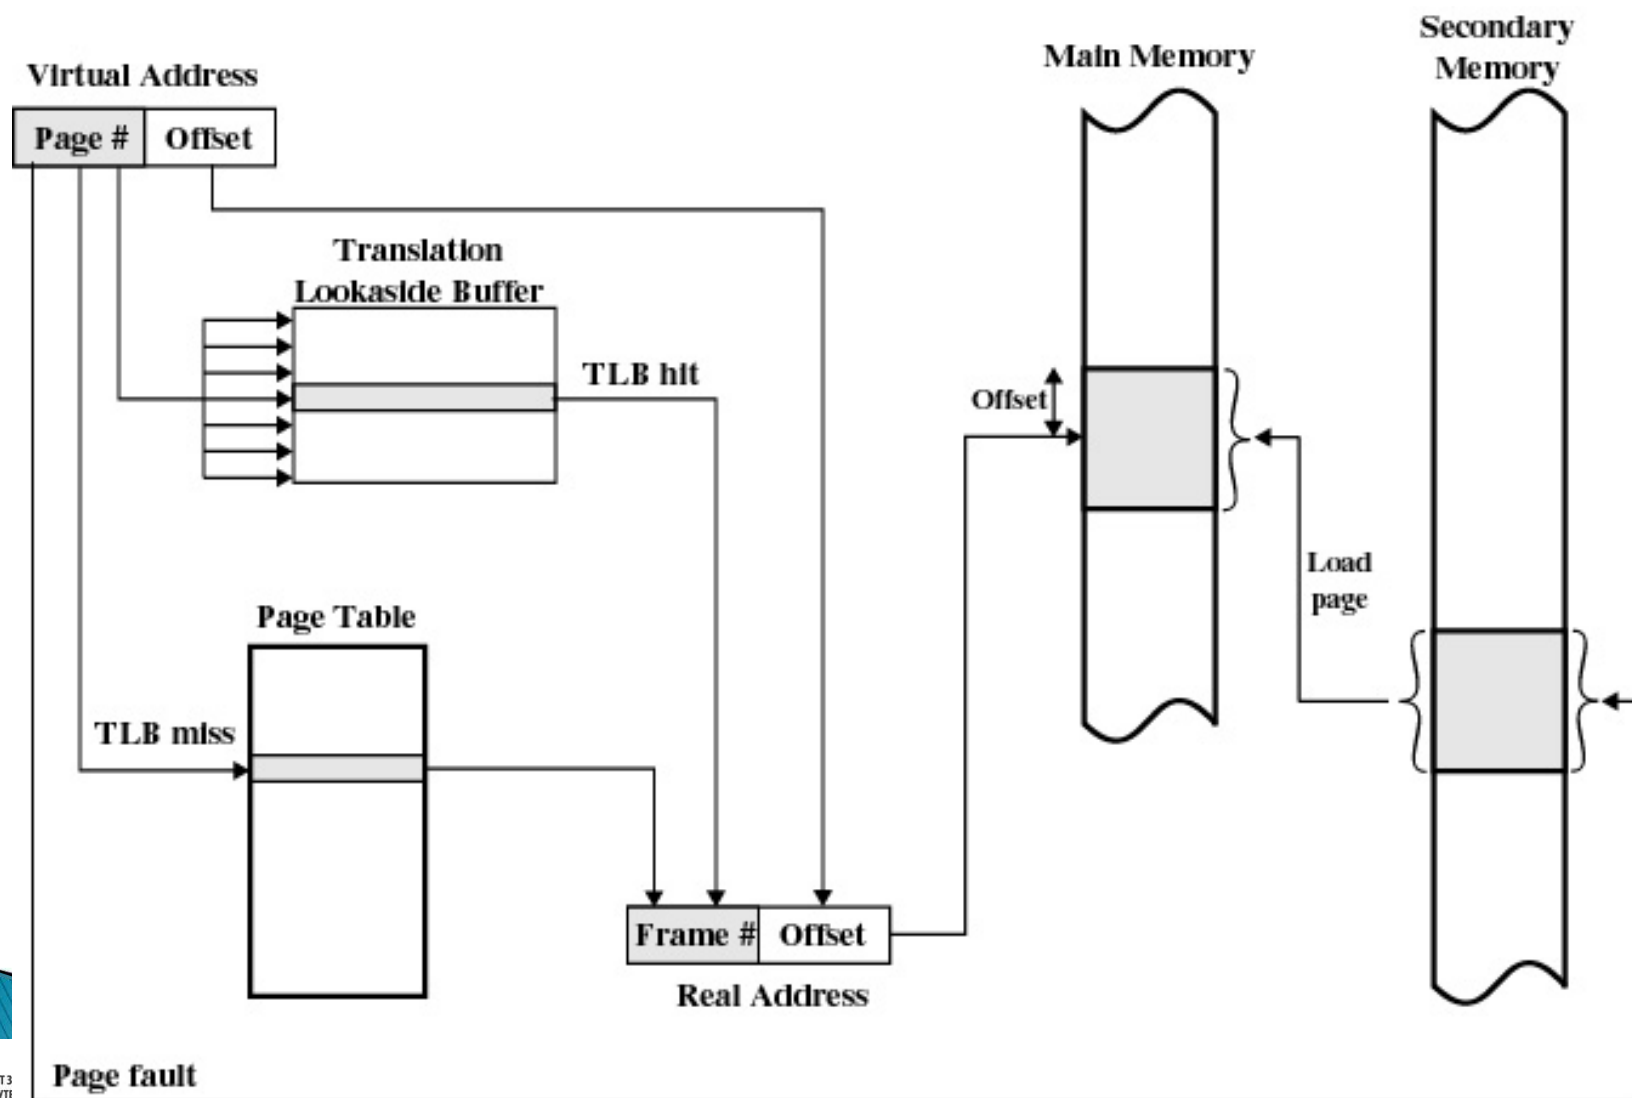 Secondary
Memory
Main Memory
Virtual Address
Page # Offset
Translation
Lookaside Buffer
TLB hit
Offset
Load
page
Page Table
TLB miss
Frame # Offset
Real Address
Page fault